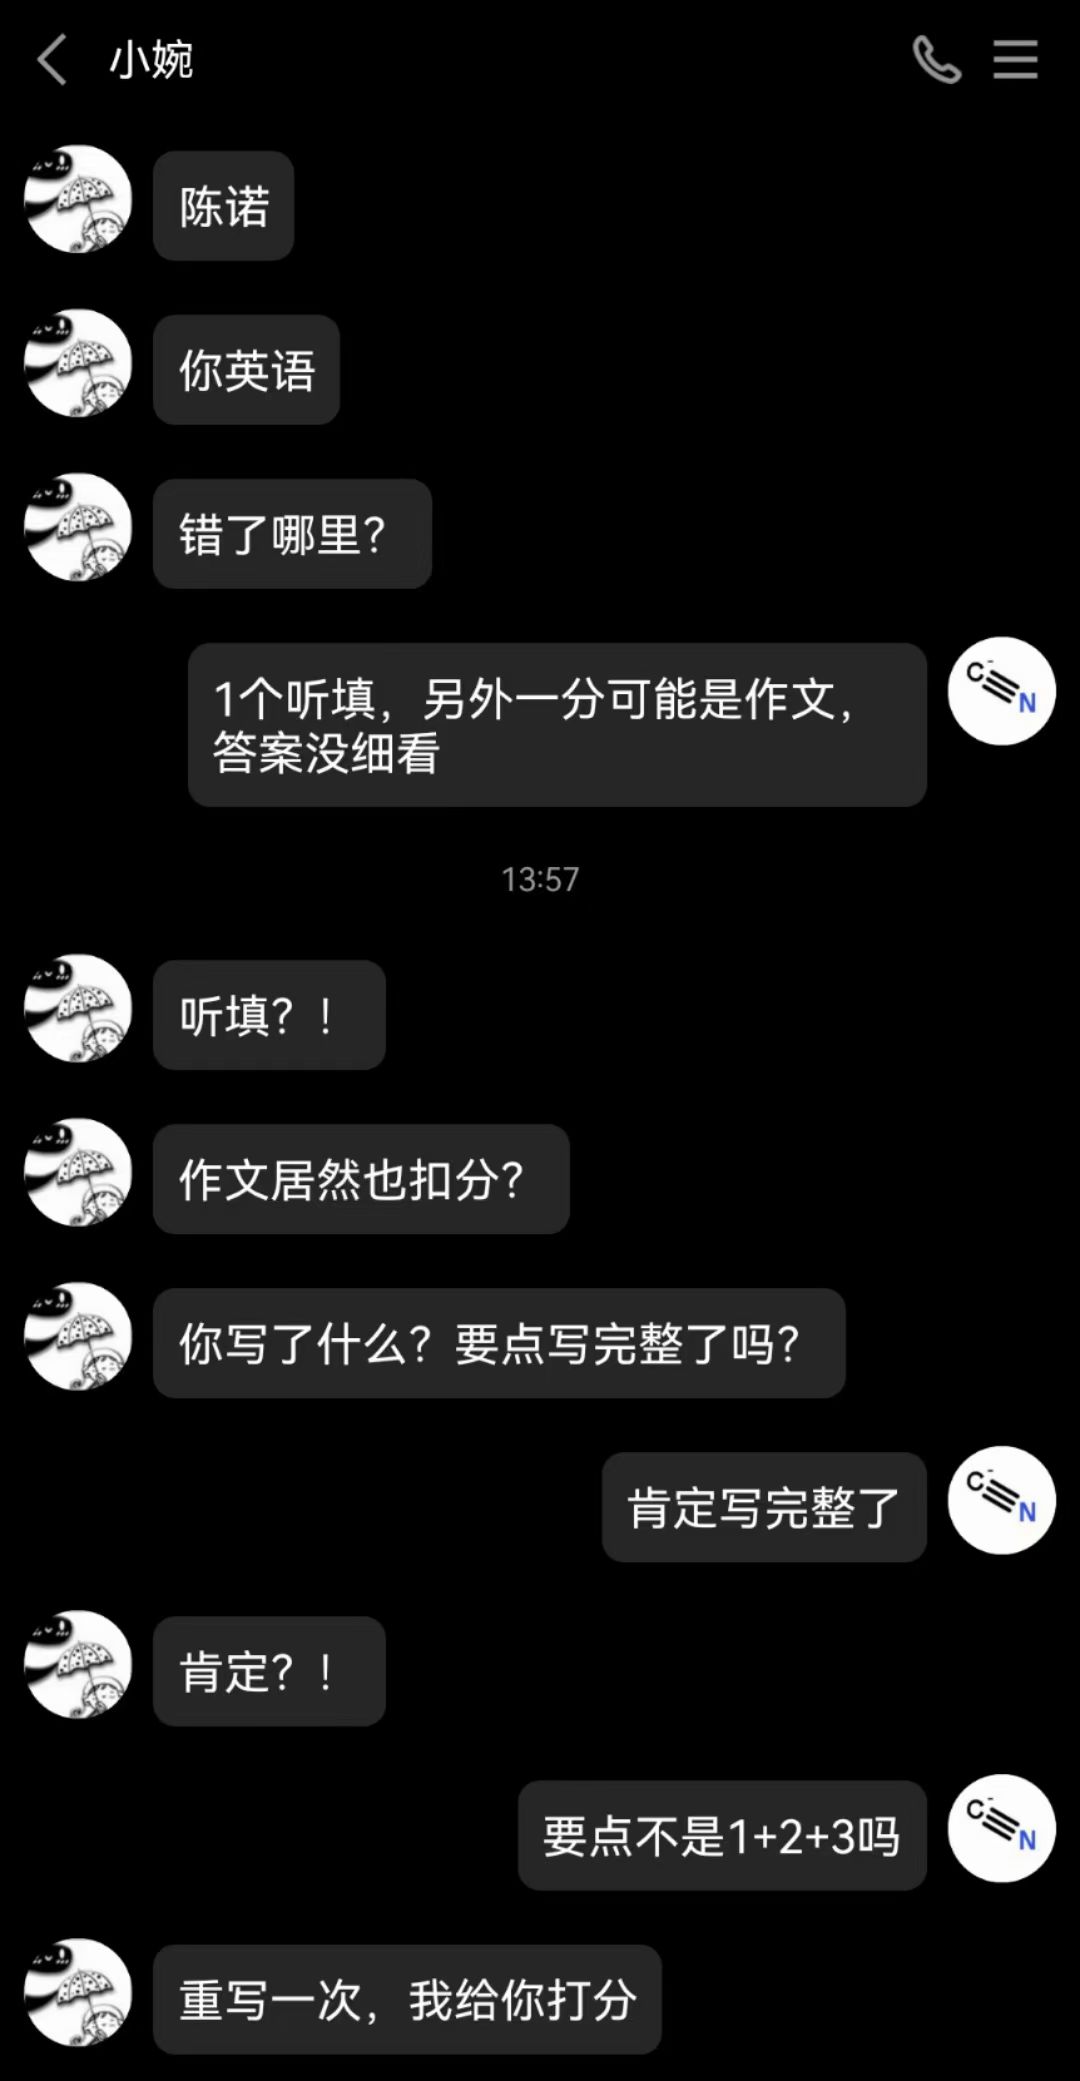 小婉
陈诺
你英语
错了哪里？
1个听填，另外一分可能是作文，
答案没细看
C- N
13:57
听填？！
作文居然也扣分？
你写了什么？要点写完整了吗？
肯定写完整了
C- N
肯定？！
要点不是1+2+3吗
C- N
重写一次，我给你打分